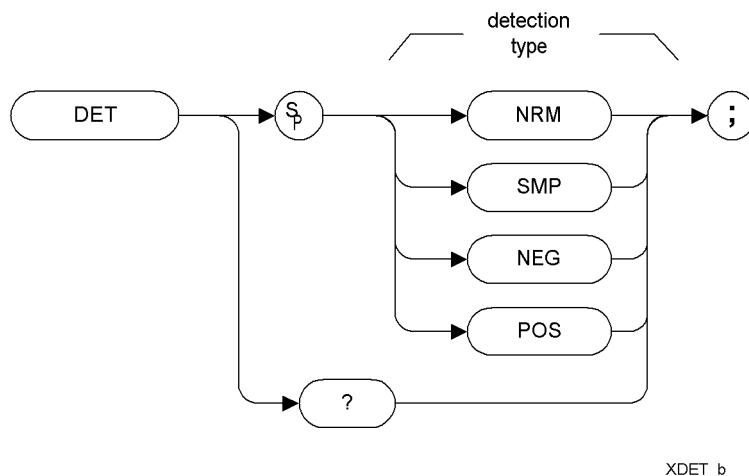 detection
type
DET
SP
NRM
;
SMP
NEG
POS
?
XDET_b